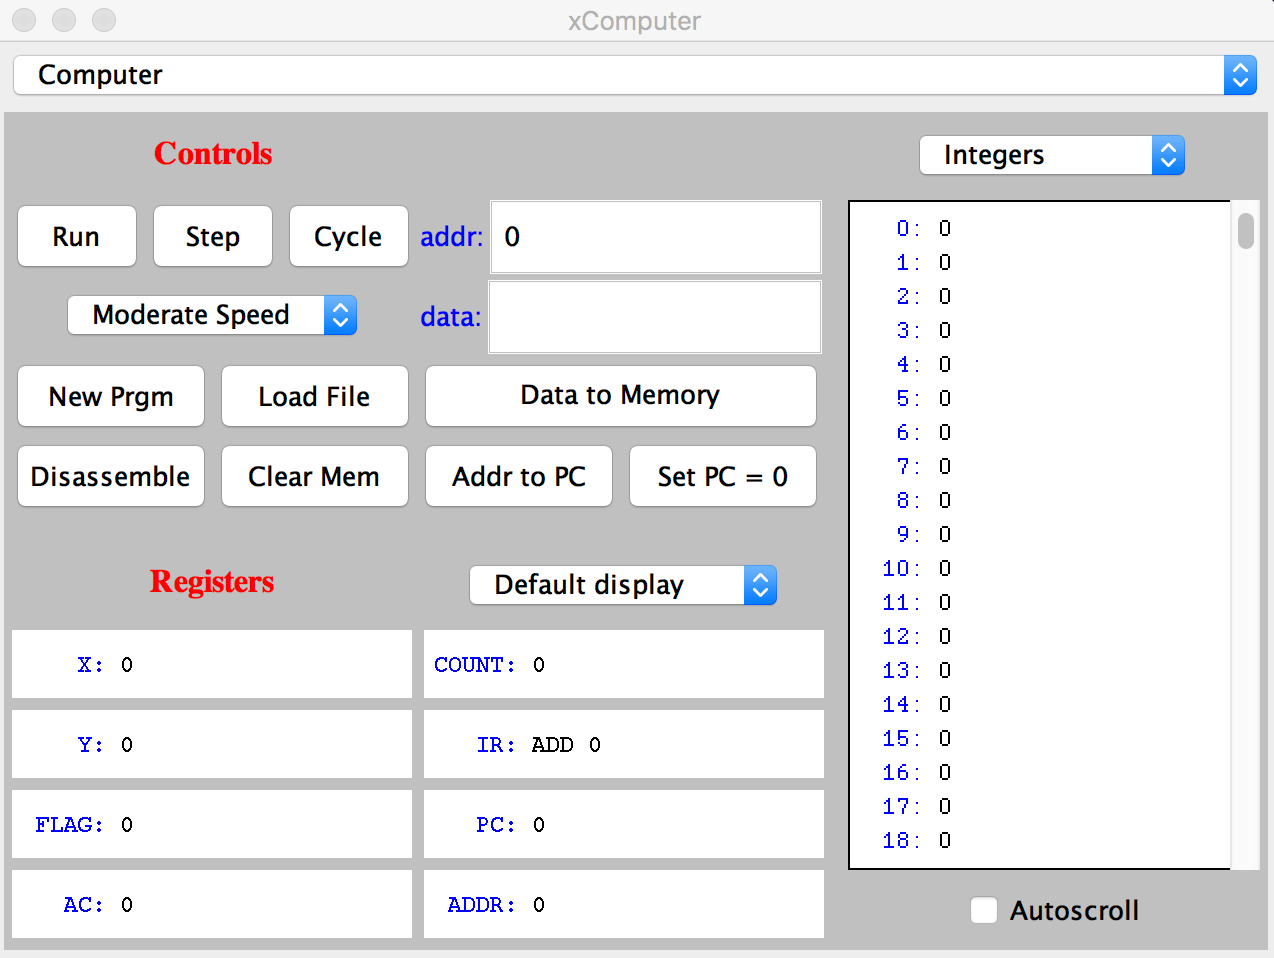 xComputer
Computer
Controls
Run Step Cycle addr: 0
Moderate Speed data:
New Prgm Load File Data to Memory
Disassemble Clear Mem Addr to PC Set PC = 0
Registers Default display
X: 0 COUNT: 0
Y: 0 IR: ADD 0
FLAG: 0 PC: 0
AC: 0 ADDR: 0
Integers
0: 0
1: 0
2: 0
3: 0
4: 0
5: 0
6: 0
7: 0
8: 0
9: 0
10: 0
11: 0
12: 0
13: 0
14: 0
15: 0
16: 0
17: 0
18: 0
Autoscroll